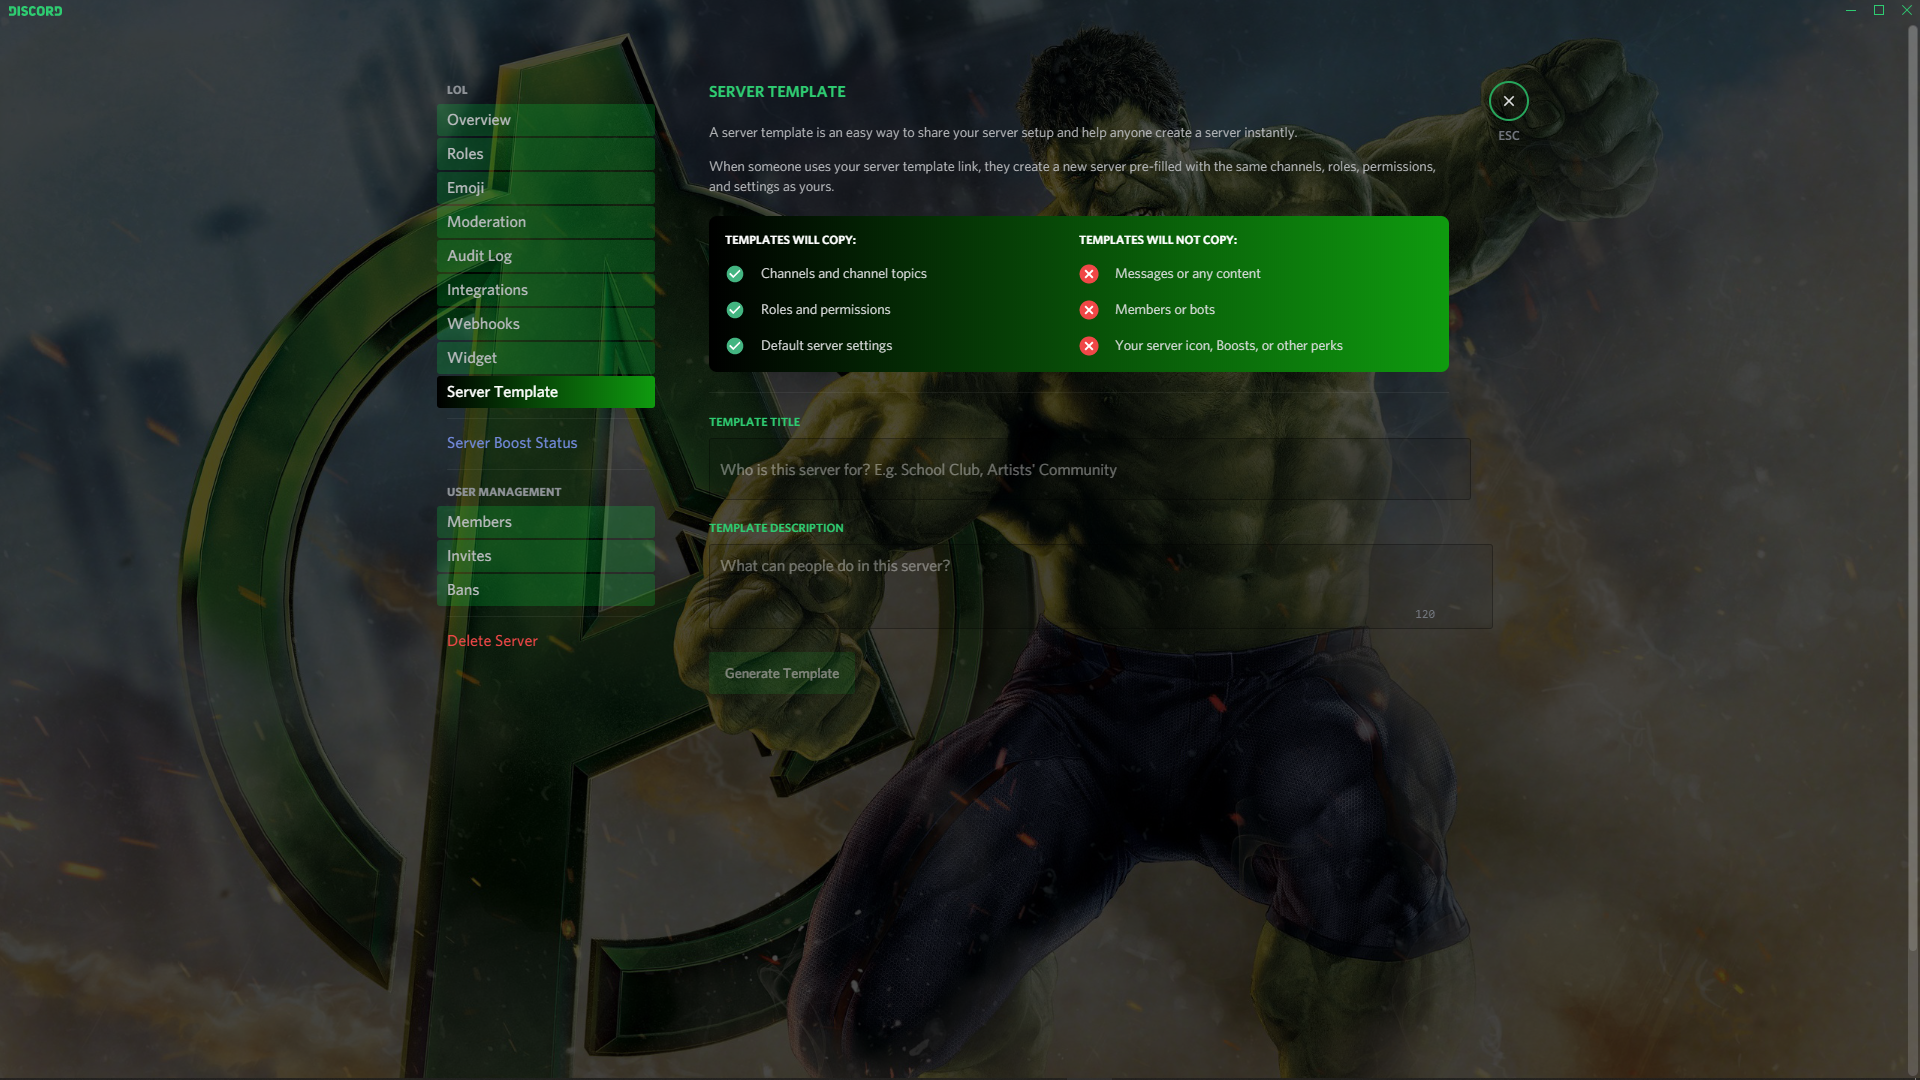 DISCORD
LOL
Overview
Roles
Emoji
Moderation
Audit Log
Integrations
Webhooks
Widget
Server Template
Server Boost Status
USER MANAGEMENT
Members
Invites
Bans
Delete Server
SERVER TEMPLATE
A server template is an easy way to share your server setup and help anyone create a server instantly.
When someone uses your server template link, they create a new server pre-filled with the same channels, roles, permissions,
and settings as yours.
TEMPLATES WILL COPY:
Channels and channel topics
Roles and permissions
Default server settings
TEMPLATES WILL NOT COPY:
Messages or any content
Members or bots
Your server icon, Boosts, or other perks
TEMPLATE TITLE
Who is this server for? E.g. School Club, Artists' Community
TEMPLATE DESCRIPTION
What can people do in this server?
120
Generate Template
ESC